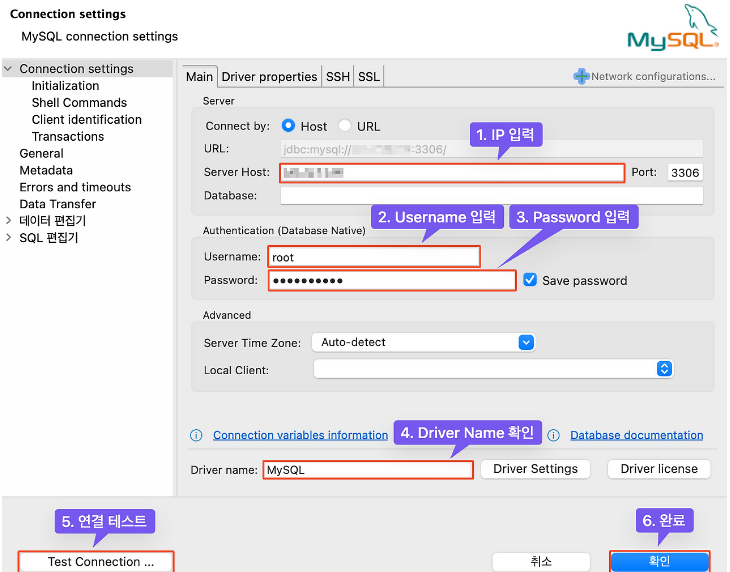 Connection settings
MySQL connection settings
MySQL®
Connection settings
Initialization
Shell Commands
Client identification
Transactions
General
Metadata
Errors and timeouts
Data Transfer
데이터 편집기
SQL 편집기
Main Driver properties SSH SSL
Network configurations...
Server
Connect by: Host URL
1. IP 입력
URL: jdbc:mysql:// :3306/
Server Host: Port: 3306
Database:
2. Username 입력 3. Password 입력
Authentication (Database Native)
Username: root
Password: •••••••••• Save password
Advanced
Server Time Zone: Auto-detect
Local Client:
4. Driver Name 확인
Connection variables information Database documentation
Driver name: MySQL Driver Settings Driver license
5. 연결 테스트 6. 완료
Test Connection ... 취소 확인